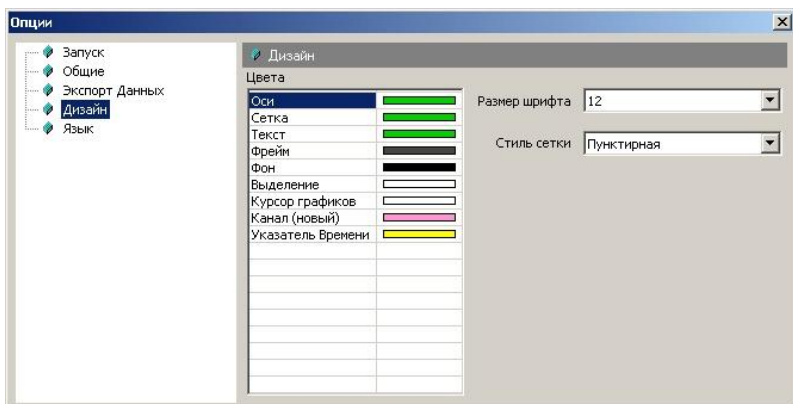 Опции
Запуск
Общие
Экспорт Данных
Дизайн
Язык
Дизайн
Цвета
Оси
Сетка
Текст
Фрейм
Фон
Выделение
Курсор графиков
Канал (новый)
Указатель Времени
Размер шрифта 12
Стиль сетки Пунктирная